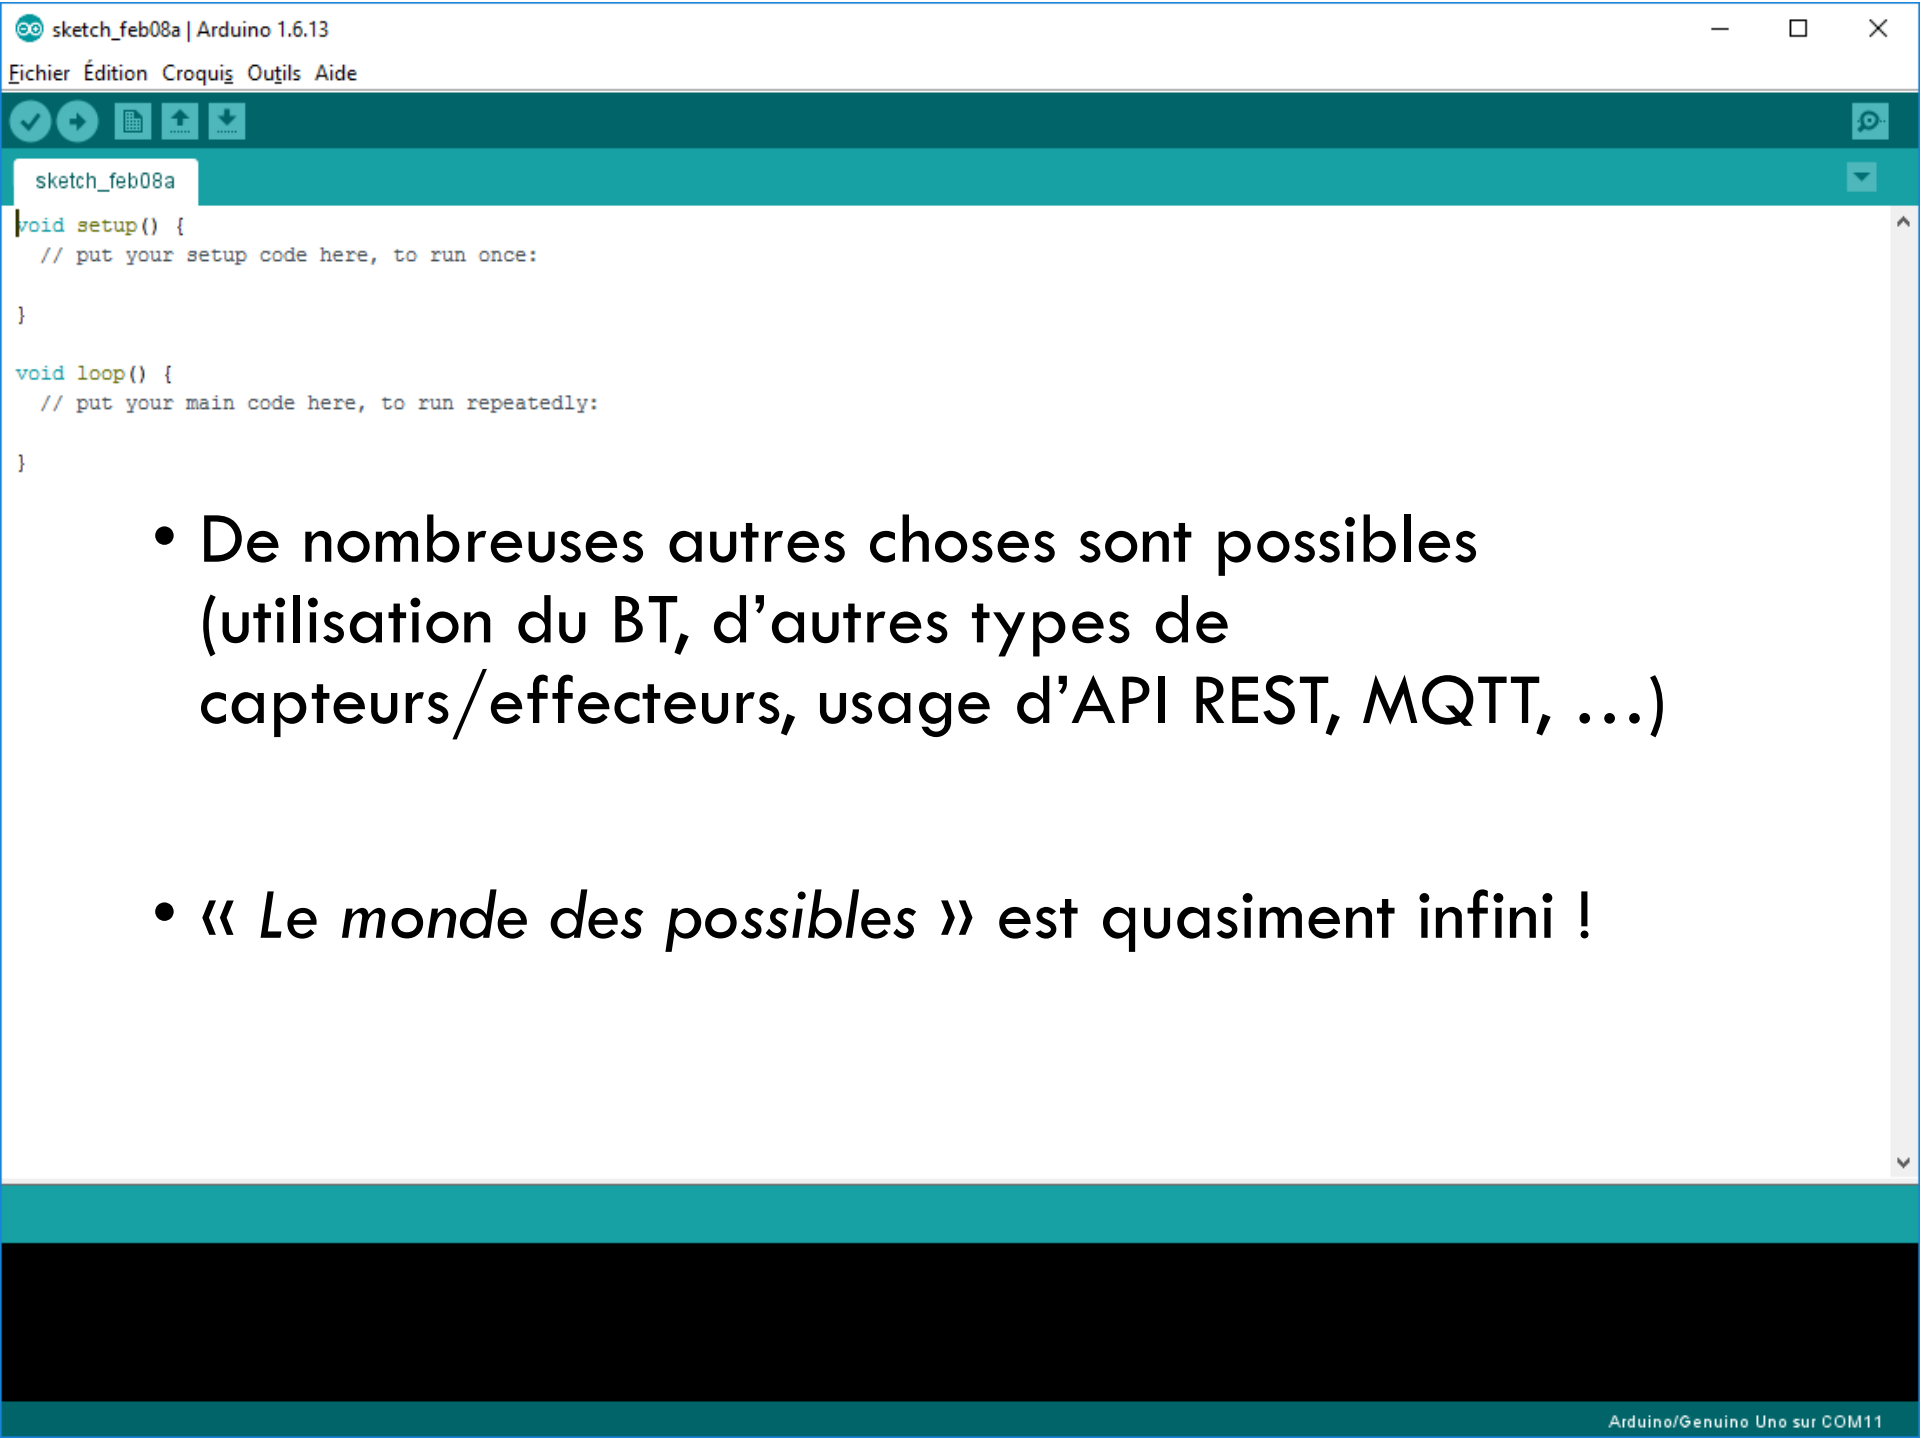 sketch_feb08a | Arduino 1.6.13
Fichier Édition Croquis Outils Aide
sketch_feb08a
void setup() {
  // put your setup code here, to run once:
}
void loop() {
  // put your main code here, to run repeatedly:
}
• De nombreuses autres choses sont possibles
(utilisation du BT, d’autres types de
capteurs/effecteurs, usage d’API REST, MQTT, …)
• « Le monde des possibles » est quasiment infini !
Arduino/Genuino Uno sur COM11